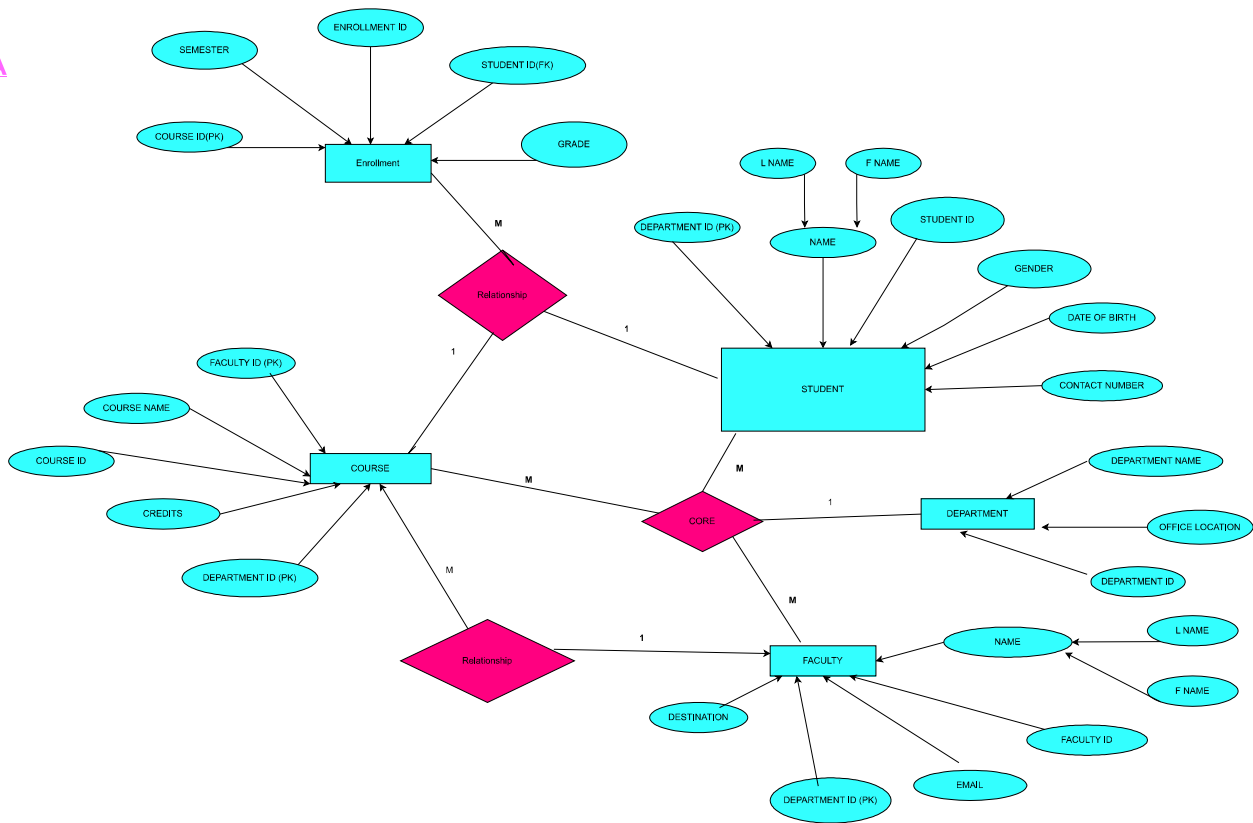 ENROLLMENT ID
SEMESTER
STUDENT ID(FK)
A
COURSE ID(PK)
GRADE
Enrollment
L NAME
F NAME
M
DEPARTMENT ID (PK)
NAME
STUDENT ID
GENDER
Relationship
DATE OF BIRTH
1
1
FACULTY ID (PK)
STUDENT
CONTACT NUMBER
COURSE NAME
COURSE ID
COURSE
M
DEPARTMENT NAME
M
CREDITS
CORE
1
DEPARTMENT
OFFICE LOCATION
DEPARTMENT ID (PK)
M
DEPARTMENT ID
M
L NAME
1
NAME
Relationship
FACULTY
F NAME
DESTINATION
FACULTY ID
EMAIL
DEPARTMENT ID (PK)